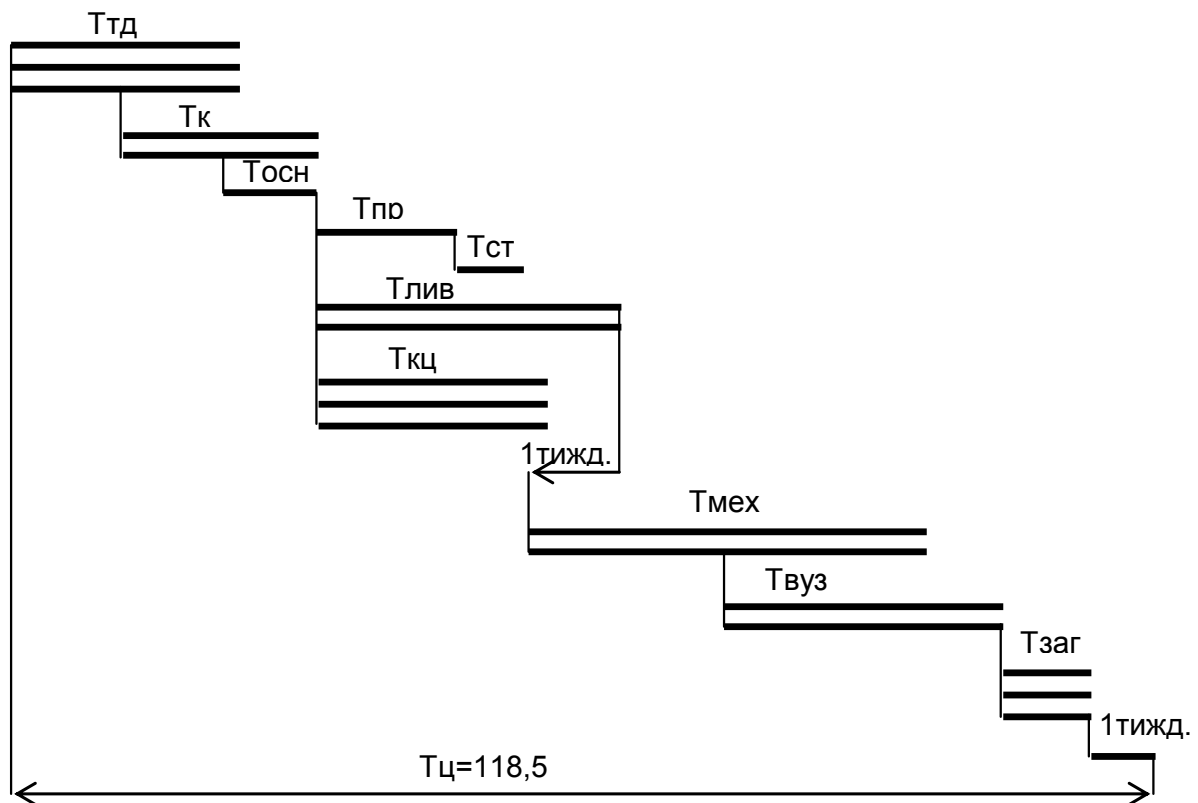 Ттд
Тк
Тосн
Тпр
Тст
Тлив
Ткц
1тижд.
Тмех
Твуз
Тзаг
1тижд.
Тц=118,5